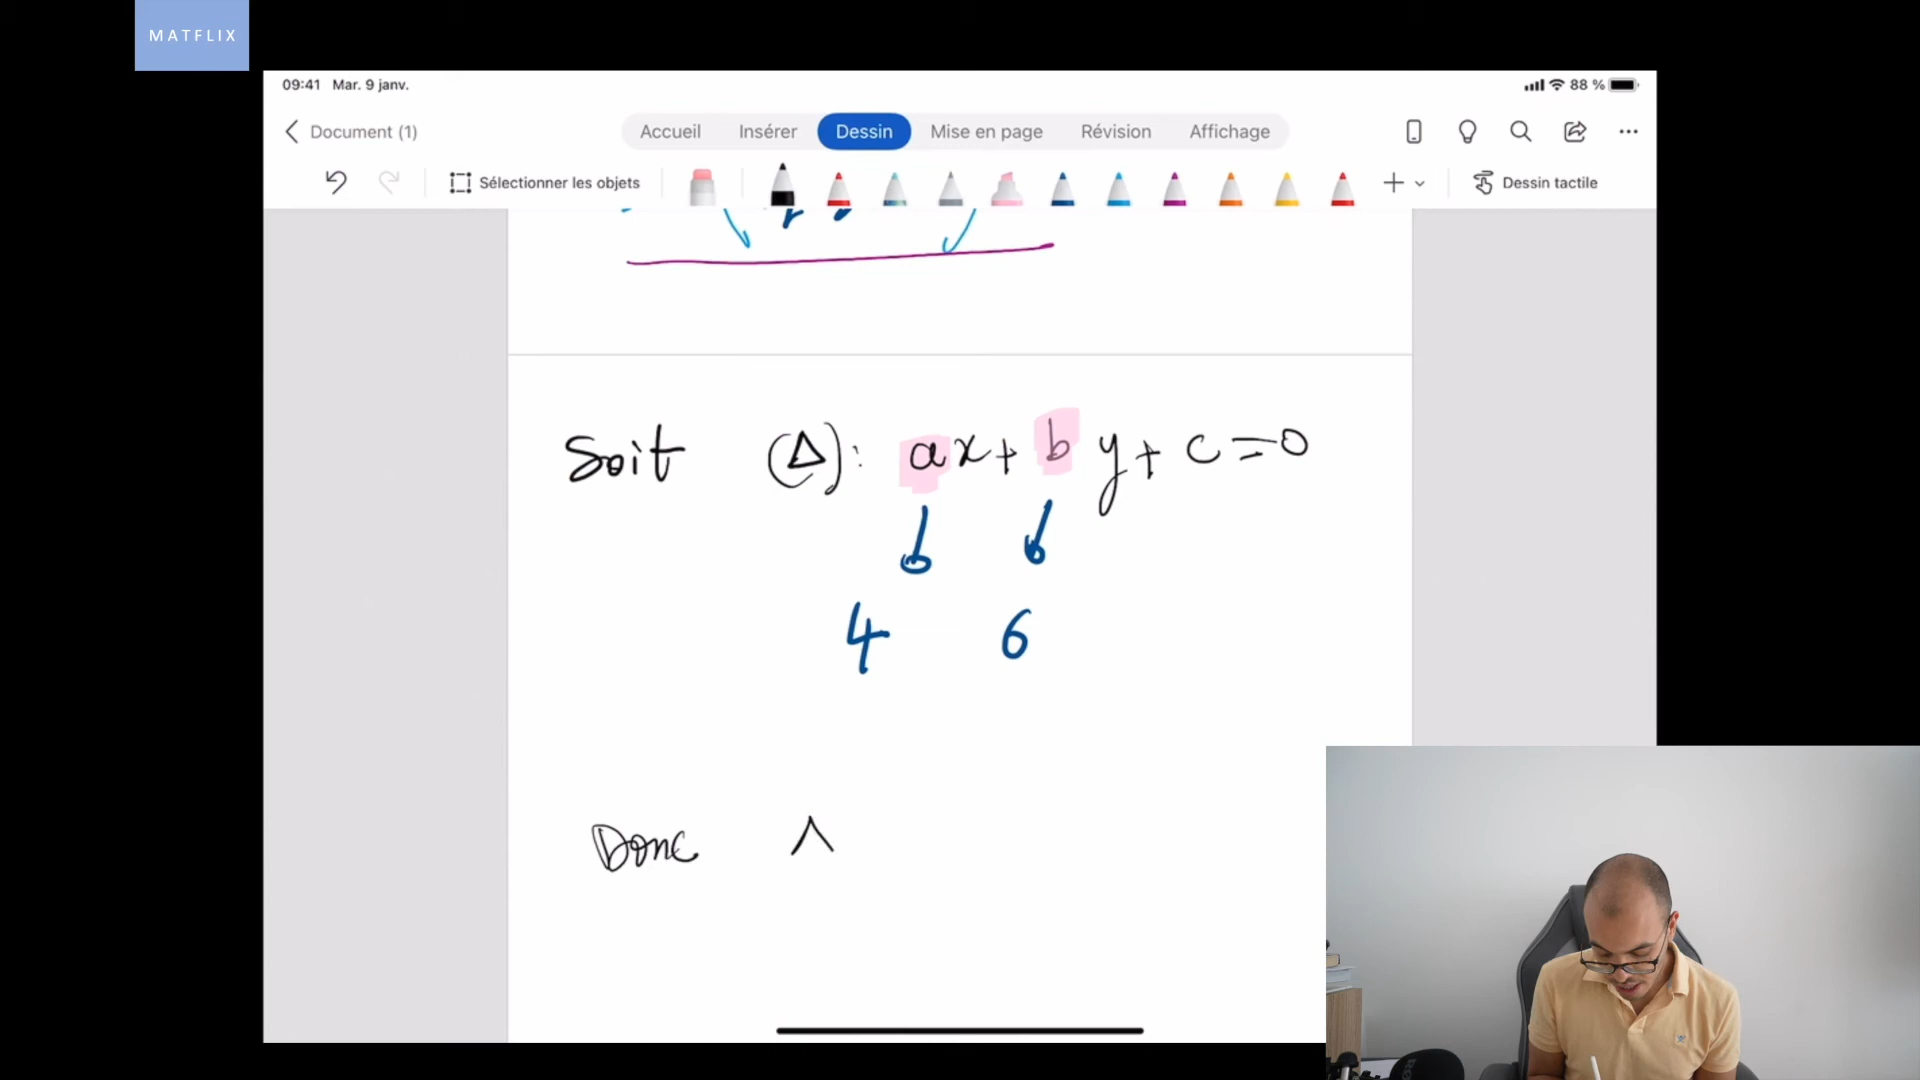 MATFLIX
09:41 Mar. 9 janv. 88 %
Document (1) Accueil Insérer Dessin Mise en page Révision Affichage
Sélectionner les objets Dessin tactile
Soit (Δ): ax + by + c = 0
4 6
Donc